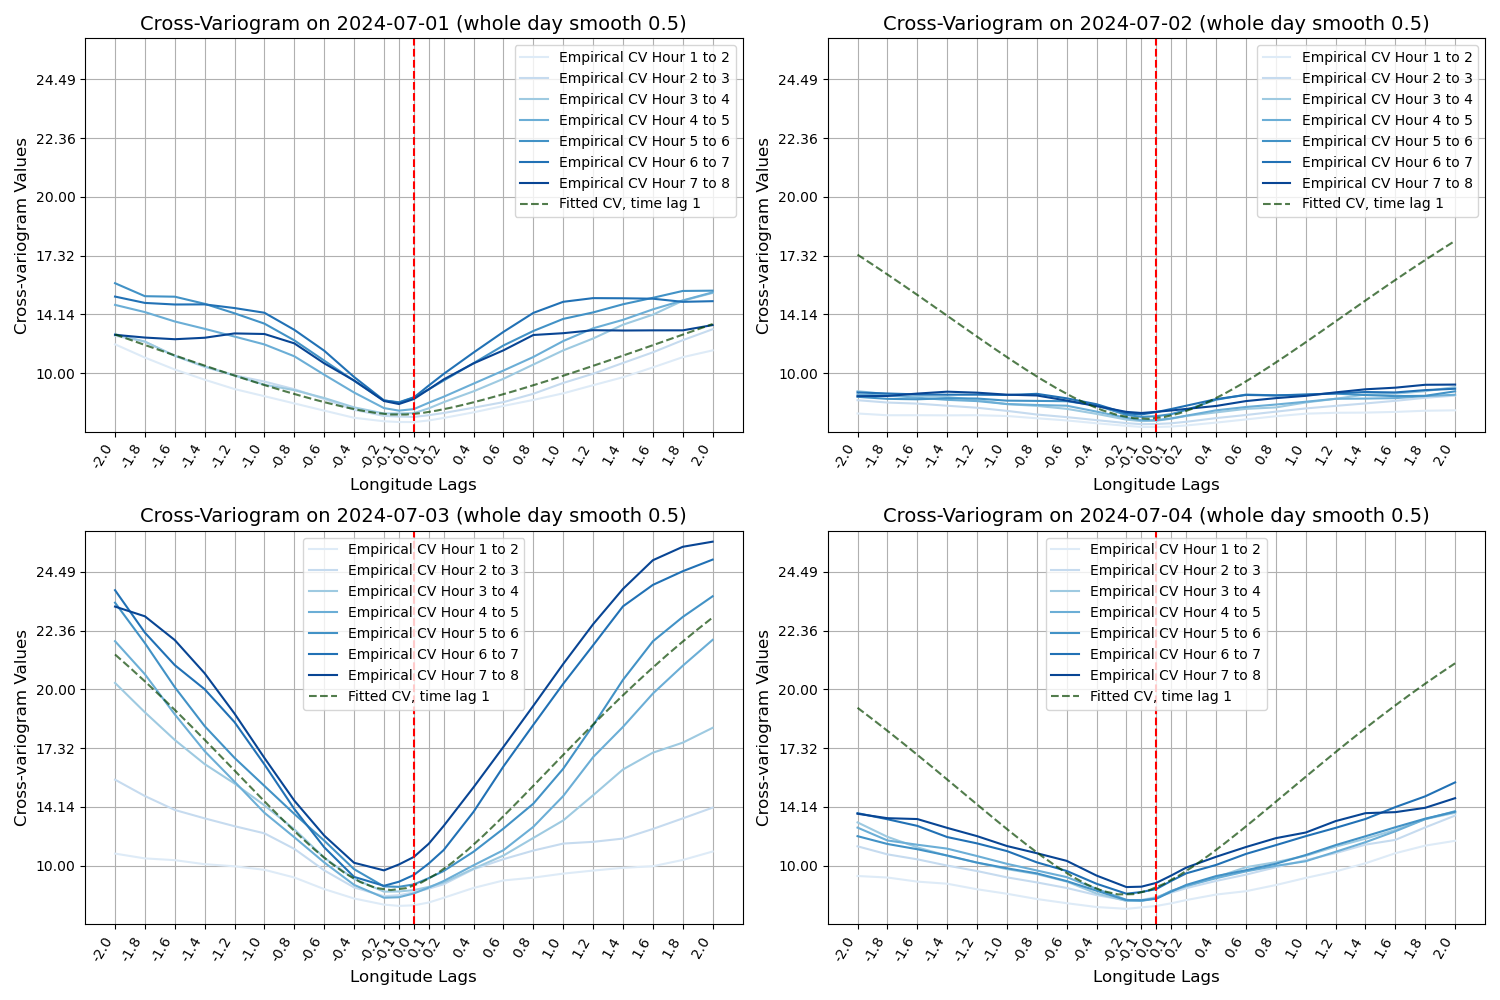 Cross-Variogram on 2024-07-01 (whole day smooth 0.5)
Cross-variogram Values
24.49
22.36
20.00
17.32
14.14
10.00
Empirical CV Hour 1 to 2
Empirical CV Hour 2 to 3
Empirical CV Hour 3 to 4
Empirical CV Hour 4 to 5
Empirical CV Hour 5 to 6
Empirical CV Hour 6 to 7
Empirical CV Hour 7 to 8
Fitted CV, time lag 1
-2.0 -1.8 -1.6 -1.4 -1.2 -1.0 -0.8 -0.6 -0.4 -0.2 -0.1 0.0 0.1 0.2 0.4 0.6 0.8 1.0 1.2 1.4 1.6 1.8 2.0
Longitude Lags
Cross-Variogram on 2024-07-02 (whole day smooth 0.5)
Cross-variogram Values
24.49
22.36
20.00
17.32
14.14
10.00
Empirical CV Hour 1 to 2
Empirical CV Hour 2 to 3
Empirical CV Hour 3 to 4
Empirical CV Hour 4 to 5
Empirical CV Hour 5 to 6
Empirical CV Hour 6 to 7
Empirical CV Hour 7 to 8
Fitted CV, time lag 1
-2.0 -1.8 -1.6 -1.4 -1.2 -1.0 -0.8 -0.6 -0.4 -0.2 -0.1 0.0 0.1 0.2 0.4 0.6 0.8 1.0 1.2 1.4 1.6 1.8 2.0
Longitude Lags
Cross-Variogram on 2024-07-03 (whole day smooth 0.5)
Cross-variogram Values
24.49
22.36
20.00
17.32
14.14
10.00
Empirical CV Hour 1 to 2
Empirical CV Hour 2 to 3
Empirical CV Hour 3 to 4
Empirical CV Hour 4 to 5
Empirical CV Hour 5 to 6
Empirical CV Hour 6 to 7
Empirical CV Hour 7 to 8
Fitted CV, time lag 1
-2.0 -1.8 -1.6 -1.4 -1.2 -1.0 -0.8 -0.6 -0.4 -0.2 -0.1 0.0 0.1 0.2 0.4 0.6 0.8 1.0 1.2 1.4 1.6 1.8 2.0
Longitude Lags
Cross-Variogram on 2024-07-04 (whole day smooth 0.5)
Cross-variogram Values
24.49
22.36
20.00
17.32
14.14
10.00
Empirical CV Hour 1 to 2
Empirical CV Hour 2 to 3
Empirical CV Hour 3 to 4
Empirical CV Hour 4 to 5
Empirical CV Hour 5 to 6
Empirical CV Hour 6 to 7
Empirical CV Hour 7 to 8
Fitted CV, time lag 1
-2.0 -1.8 -1.6 -1.4 -1.2 -1.0 -0.8 -0.6 -0.4 -0.2 -0.1 0.0 0.1 0.2 0.4 0.6 0.8 1.0 1.2 1.4 1.6 1.8 2.0
Longitude Lags